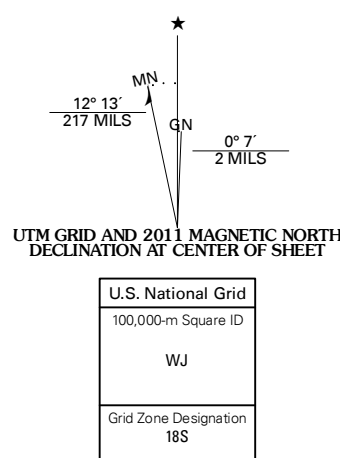 ★
MN
12° 13´
217 MILS
GN
0° 7´
2 MILS
UTM GRID AND 2011 MAGNETIC NORTH
DECLINATION AT CENTER OF SHEET
U.S. National Grid
100,000-m Square ID
WJ
Grid Zone Designation
18S